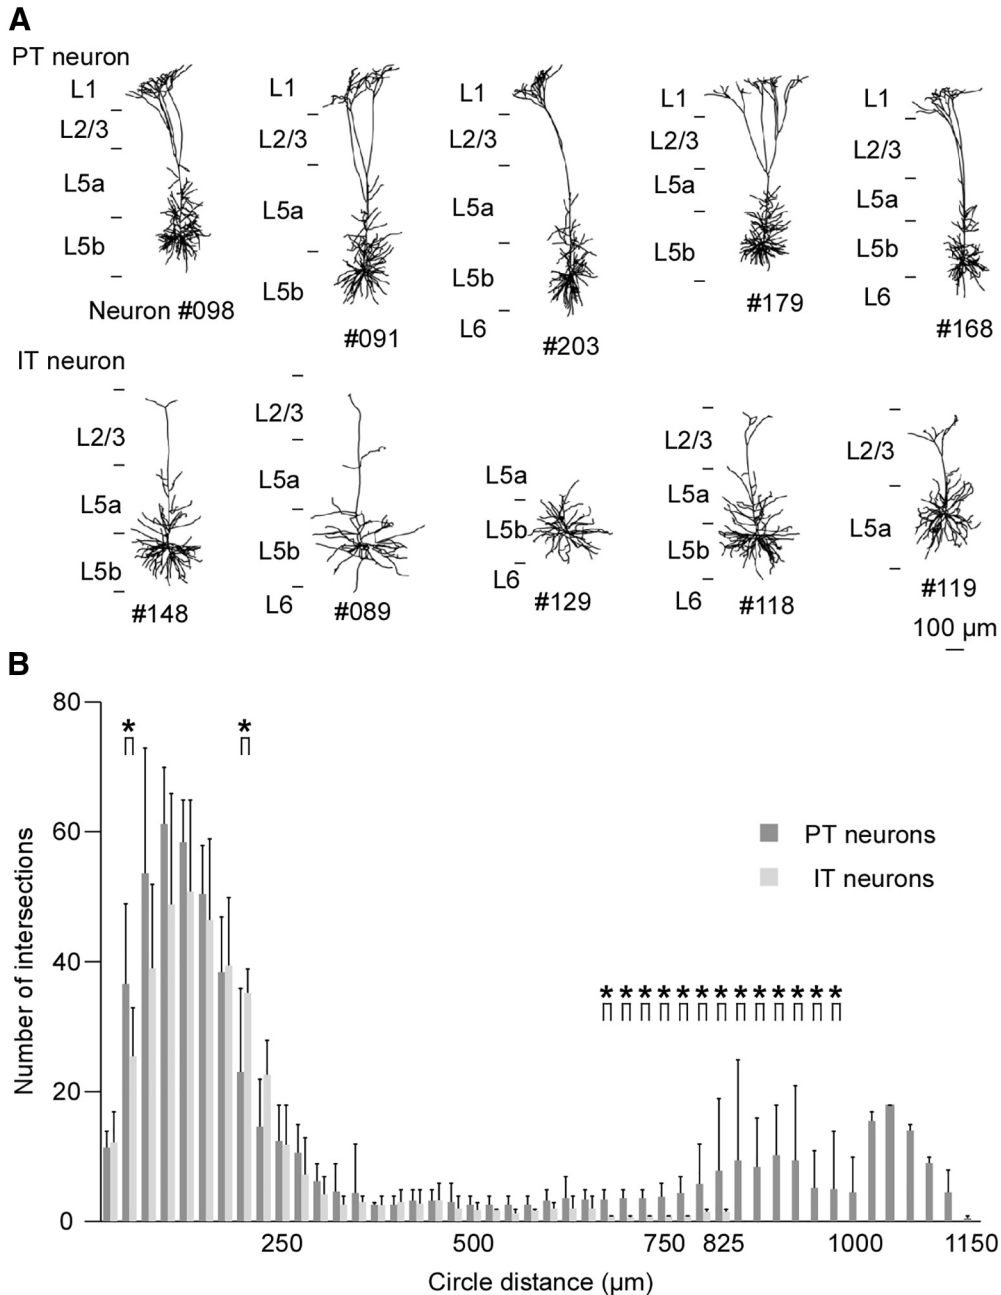 A
PT neuron
L1
L2/3
L5a
L5b
Neuron #098
L1
L2/3
L5a
L5b
#091
L1
L2/3
L5a
L5b
L6
#203
L1
L2/3
L5a
L5b
#179
L1
L2/3
L5a
L5b
L6
#168
IT neuron
L2/3
L5a
L5b
#148
L2/3
L5a
L5b
L6
#089
L5a
L5b
L6
#129
L2/3
L5a
L5b
L6
#118
L2/3
L5a
#119
100 µm
B
Number of intersections
80
60
40
20
0
* *
* * * * * * * * * * * * *
PT neurons
IT neurons
250 500 750 825 1000 1150
Circle distance (µm)